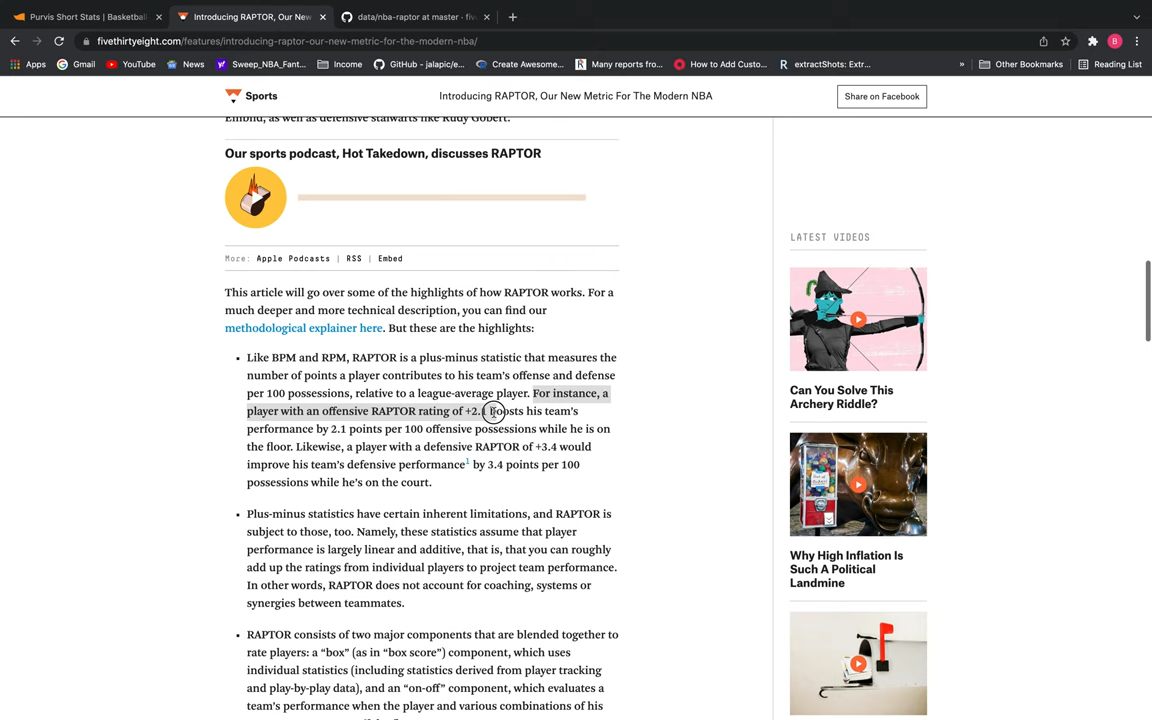 Purvis Short Stats | Basketball
Introducing RAPTOR, Our New
data/nba-raptor at master · five
fivethirtyeight.com/features/introducing-raptor-our-new-metric-for-the-modern-nba/
B
Apps
Gmail
YouTube
News
Sweep_NBA_Fant...
Income
GitHub - jalapic/e...
Create Awesome...
Many reports fro...
How to Add Custo...
extractShots: Extr...
»
Other Bookmarks
Reading List
Sports
Introducing RAPTOR, Our New Metric For The Modern NBA
Share on Facebook
Embiid, as well as defensive stalwarts like Rudy Gobert.
Our sports podcast, Hot Takedown, discusses RAPTOR
More: Apple Podcasts | RSS | Embed
This article will go over some of the highlights of how RAPTOR works. For a
much deeper and more technical description, you can find our
methodological explainer here. But these are the highlights:
• Like BPM and RPM, RAPTOR is a plus-minus statistic that measures the
number of points a player contributes to his team's offense and defense
per 100 possessions, relative to a league-average player. For instance, a
player with an offensive RAPTOR rating of +2.1 boosts his team's
performance by 2.1 points per 100 offensive possessions while he is on
the floor. Likewise, a player with a defensive RAPTOR of +3.4 would
improve his team's defensive performance1 by 3.4 points per 100
possessions while he's on the court.
• Plus-minus statistics have certain inherent limitations, and RAPTOR is
subject to those, too. Namely, these statistics assume that player
performance is largely linear and additive, that is, that you can roughly
add up the ratings from individual players to project team performance.
In other words, RAPTOR does not account for coaching, systems or
synergies between teammates.
• RAPTOR consists of two major components that are blended together to
rate players: a “box” (as in “box score”) component, which uses
individual statistics (including statistics derived from player tracking
and play-by-play data), and an “on-off” component, which evaluates a
team's performance when the player and various combinations of his
LATEST VIDEOS
Can You Solve This
Archery Riddle?
Why High Inflation Is
Such A Political
Landmine